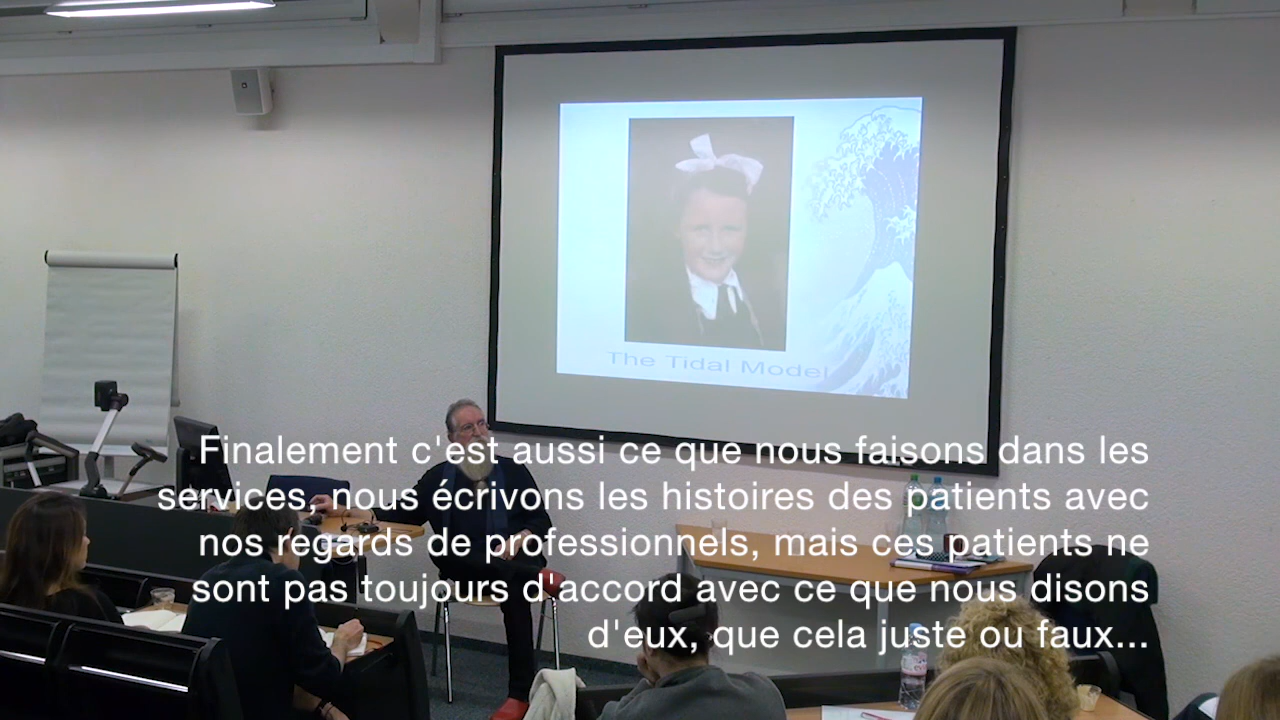 The Tidal Model
Finalement c'est aussi ce que nous faisons dans les
services, nous écrivons les histoires des patients avec
nos regards de professionnels, mais ces patients ne
sont pas toujours d'accord avec ce que nous disons
d'eux, que cela juste ou faux...